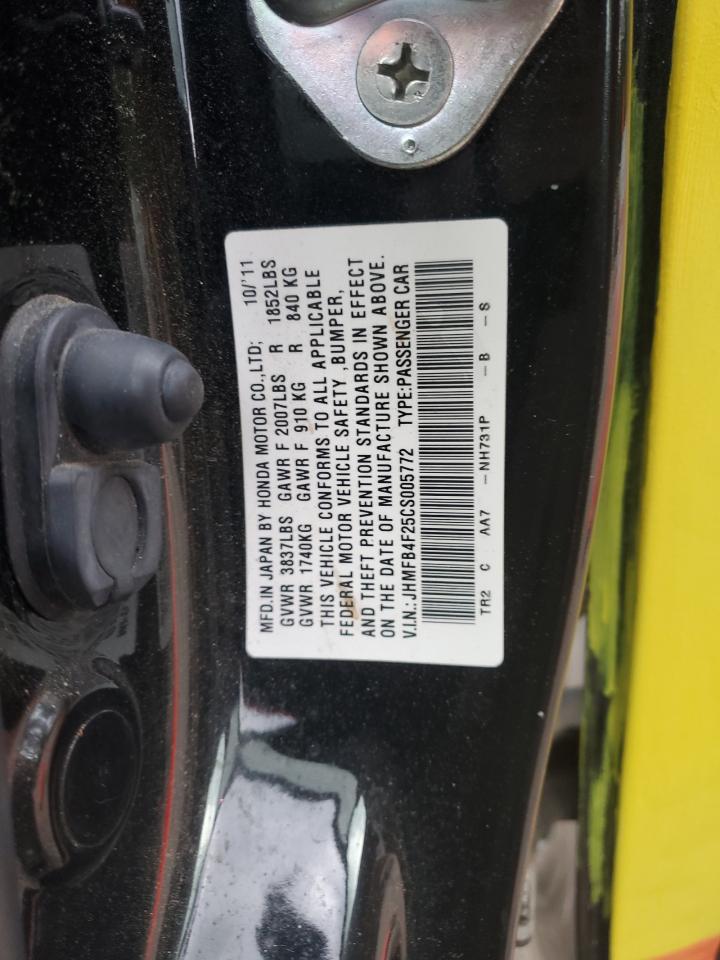 MFD.IN JAPAN BY HONDA MOTOR CO.,LTD; 10/'11
GVWR 3837LBS GAWR F 2007LBS R 1852LBS
GVWR 1740KG GAWR F 910 KG R 840 KG
THIS VEHICLE CONFORMS TO ALL APPLICABLE
FEDERAL MOTOR VEHICLE SAFETY ,BUMPER,
AND THEFT PREVENTION STANDARDS IN EFFECT
ON THE DATE OF MANUFACTURE SHOWN ABOVE.
V.IN.:JHMFB4F25CS005772 TYPE:PASSENGER CAR
TR2 C AA7 –NH731P –B –S